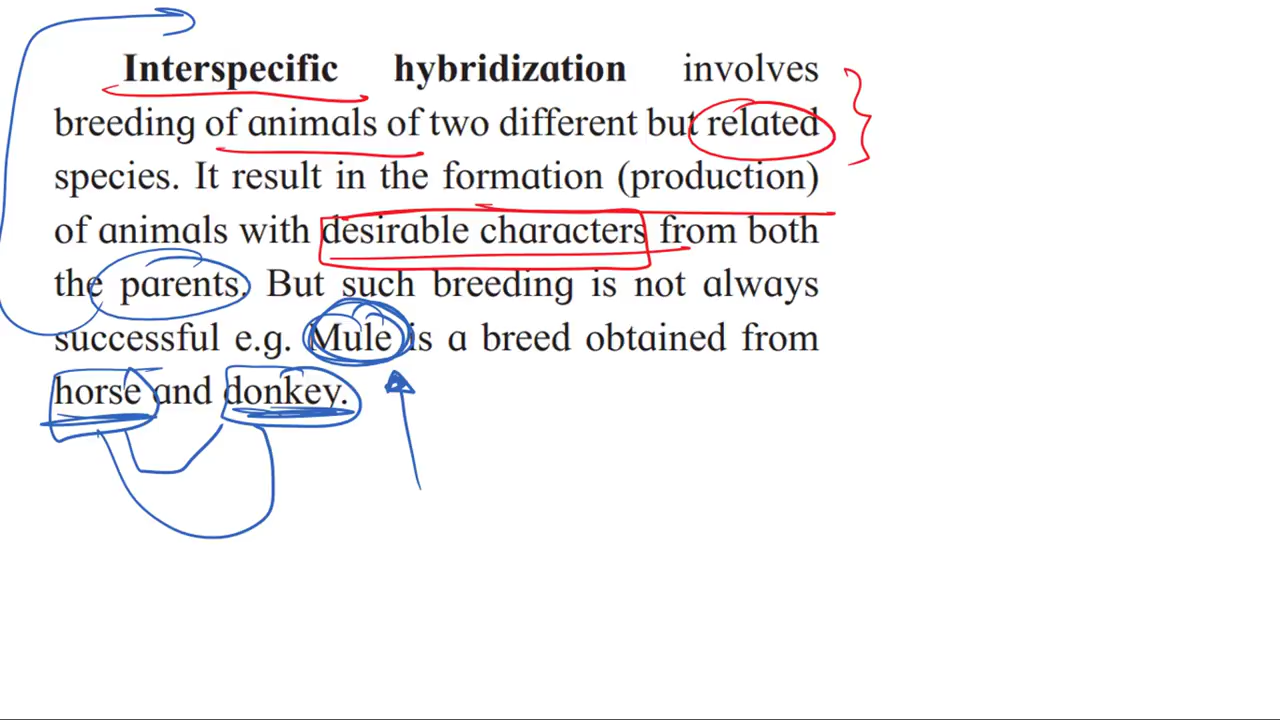 Interspecific hybridization involves
breeding of animals of two different but related
species. It result in the formation (production)
of animals with desirable characters from both
the parents. But such breeding is not always
successful e.g. Mule is a breed obtained from
horse and donkey.